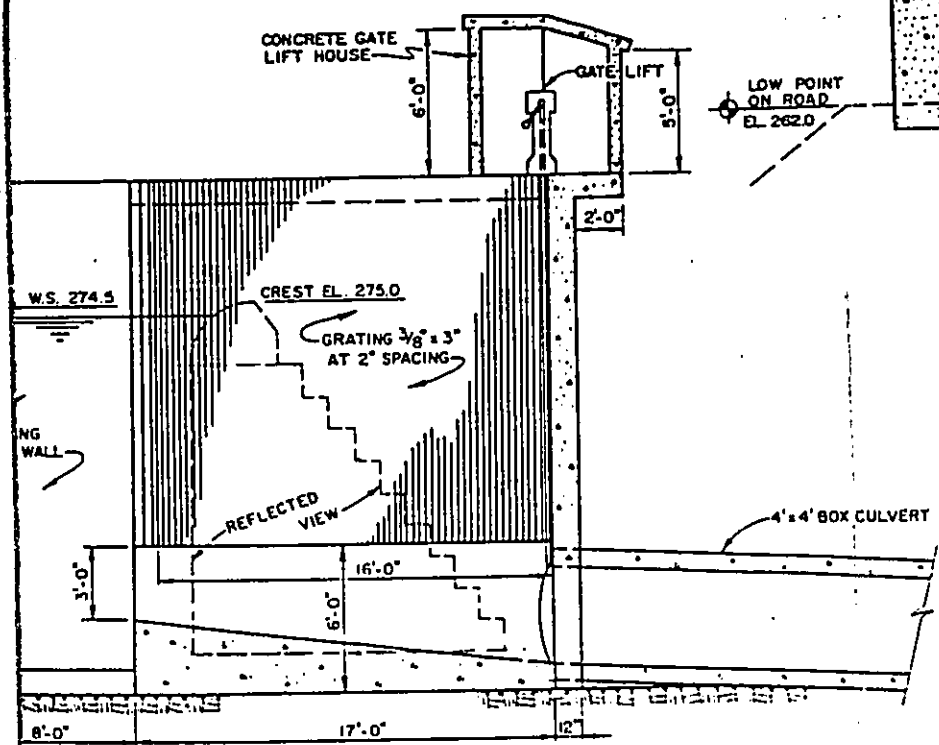 CONCRETE GATE
LIFT HOUSE
6'-0"
GATE LIFT
5'-0"
LOW POINT
ON ROAD
EL. 262.0
2'-0"
W.S. 274.5
CREST EL. 275.0
GRATING 3/8" x 3"
AT 2" SPACING
NG
WALL
REFLECTED
VIEW
4' x 4' BOX CULVERT
3'-0"
16'-0"
6'-0"
8'-0"
17'-0"
12"